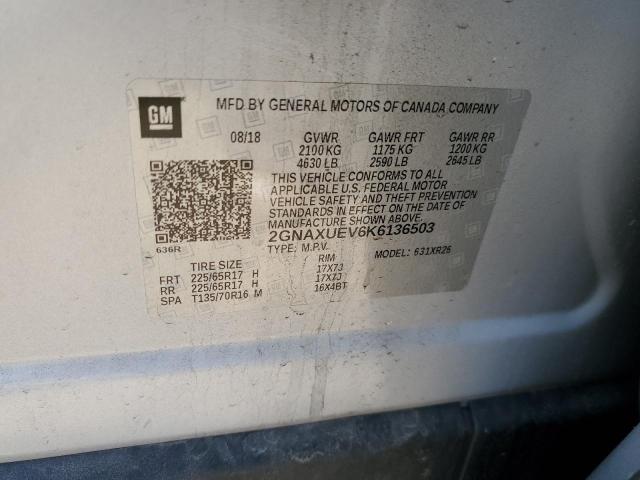 GM
MFD BY GENERAL MOTORS OF CANADA COMPANY
08/18 GVWR GAWR FRT GAWR RR
2100 KG 1175 KG 1200 KG
4630 LB 2590 LB 2645 LB
THIS VEHICLE CONFORMS TO ALL
APPLICABLE U.S. FEDERAL MOTOR
VEHICLE SAFETY AND THEFT PREVENTION
STANDARDS IN EFFECT ON THE DATE OF
MANUFACTURE SHOWN ABOVE.
2GNAXUEV6K6136503
636R TYPE: M.P.V. MODEL: 631XR26
TIRE SIZE RIM
FRT 225/65R17 H 17X7J
RR 225/65R17 H 17X7J
SPA T135/70R16 M 16X4BT